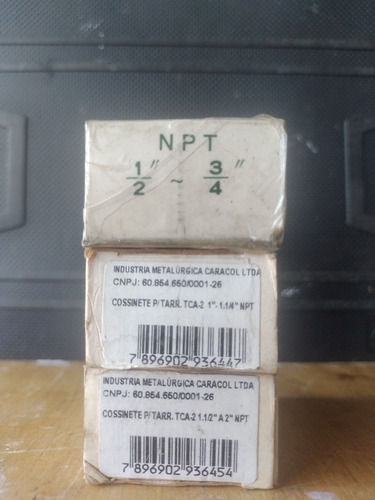 NPT
1/2" ~ 3/4"
INDUSTRIA METALÚRGICA CARACOL LTDA
CNPJ: 60.854.650/0001-26
COSSINETE P/TARR. TCA-2 1"- 1.1/4" NPT
7 896902 936447
INDUSTRIA METALÚRGICA CARACOL LTDA
CNPJ: 60.854.650/0001-26
COSSINETE P/TARR. TCA-2 1.1/2" A 2" NPT
7 896902 936454